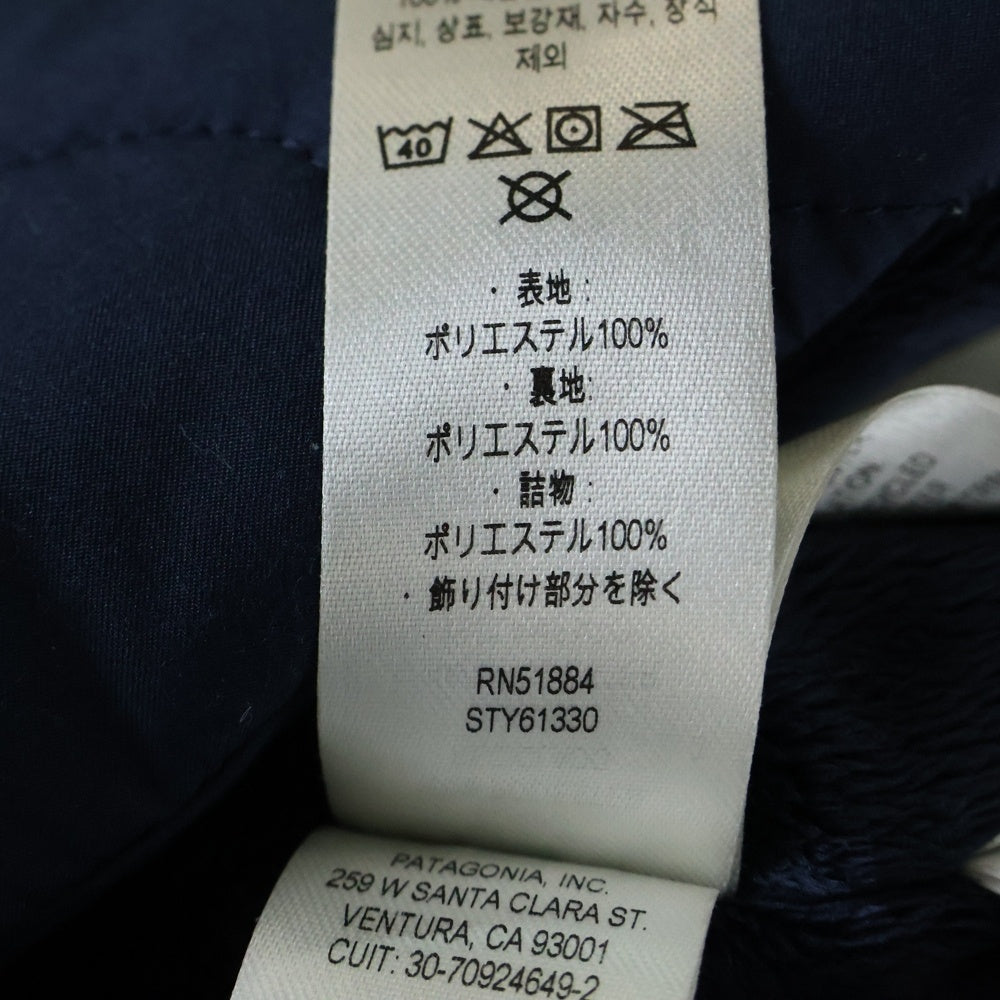 심지, 상표, 보강재, 자수, 장식
제외
40
· 表地 :
ポリエステル100%
· 裏地:
ポリエステル100%
· 詰物 :
ポリエステル100%
· 飾り付け部分を除く
RN51884
STY61330
PATAGONIA, INC.
259 W SANTA CLARA ST.
VENTURA, CA 93001
CUIT: 30-70924649-2